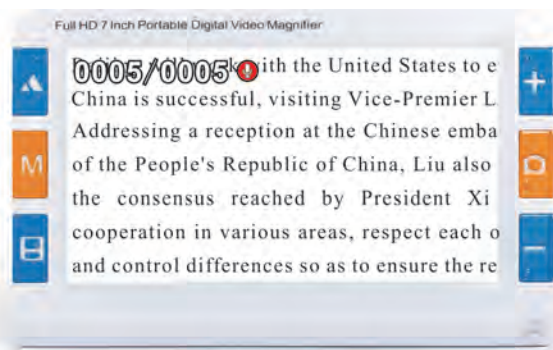 Full HD 7 Inch Portable Digital Video Magnifier
0005/0005 with the United States to e
China is successful, visiting Vice-Premier L
Addressing a reception at the Chinese emba
M
of the People's Republic of China, Liu also
the consensus reached by President Xi
cooperation in various areas, respect each o
and control differences so as to ensure the re